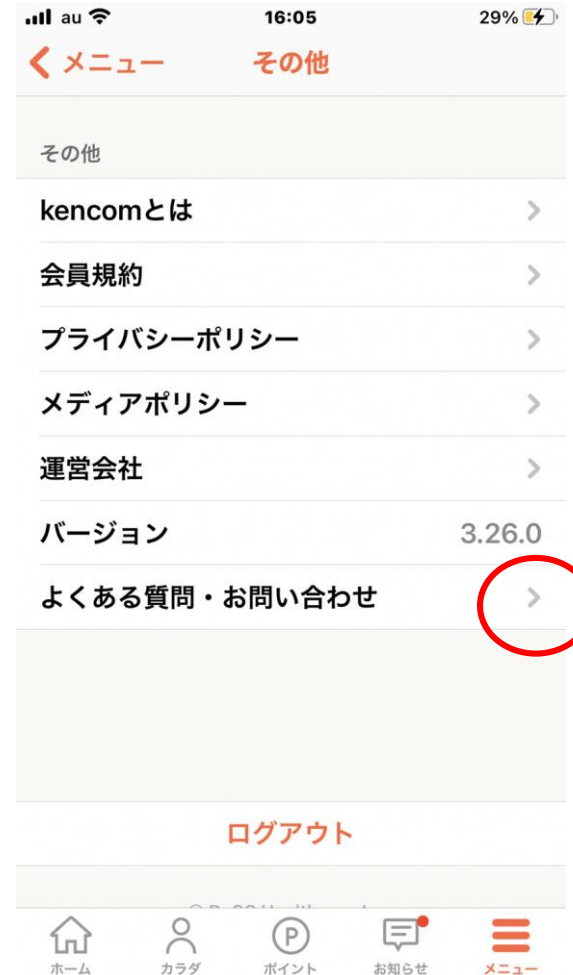 au 16:05 29%
メニュー その他
その他
kencomとは
会員規約
プライバシーポリシー
メディアポリシー
運営会社
バージョン 3.26.0
よくある質問・お問い合わせ
ログアウト
ホーム カラダ ポイント お知らせ メニュー